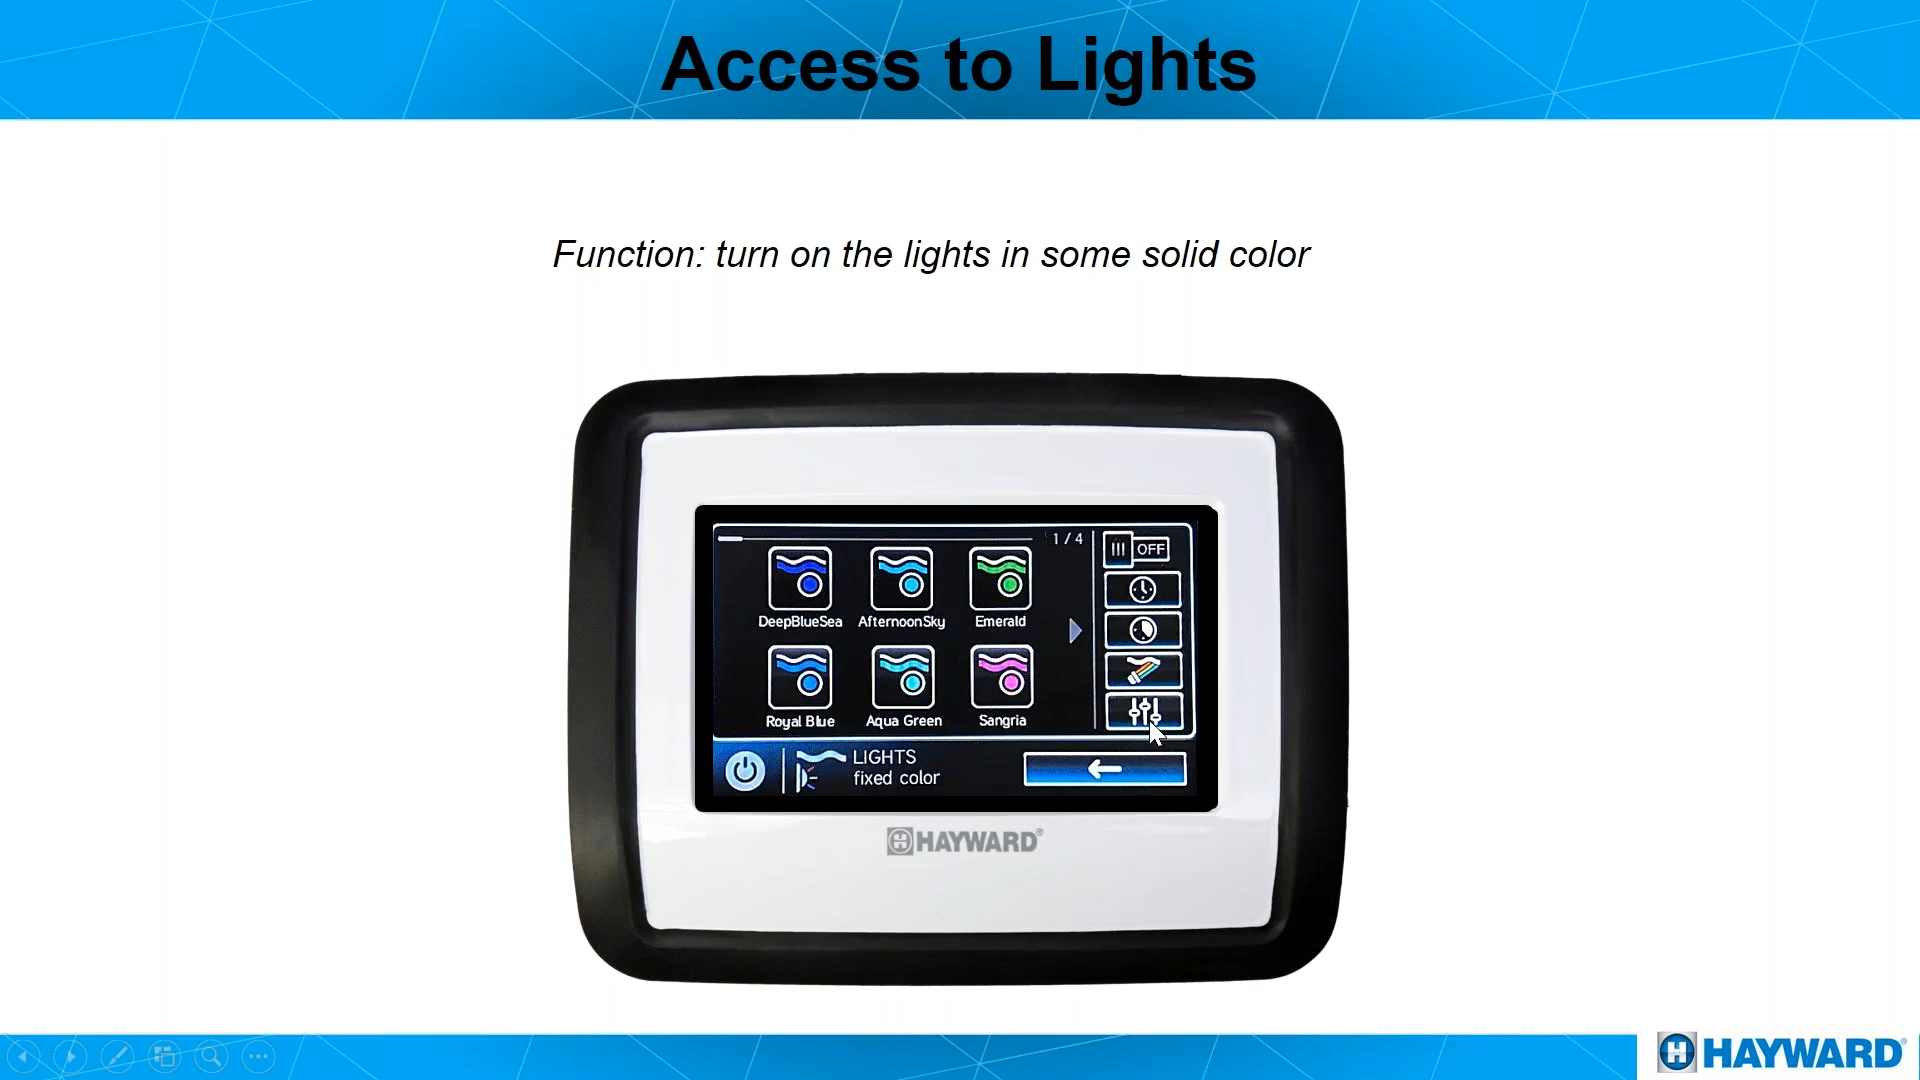 Access to Lights
Function: turn on the lights in some solid color
1/4
OFF
DeepBlueSea
AfternoonSky
Emerald
Royal Blue
Aqua Green
Sangria
LIGHTS
fixed color
HAYWARD®
HAYWARD®